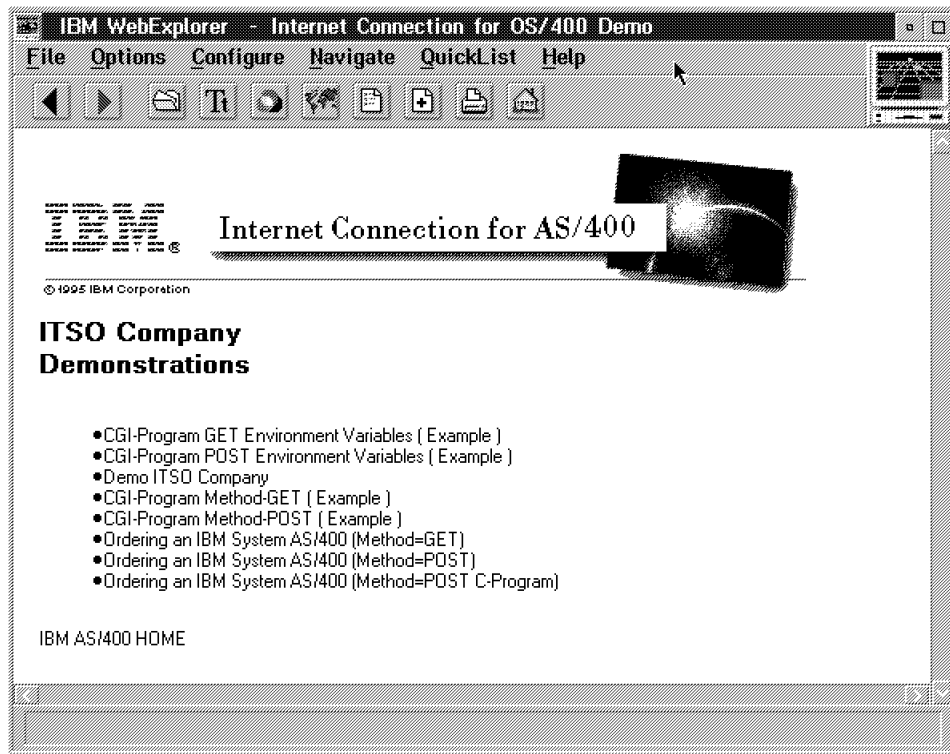 IBM WebExplorer - Internet Connection for OS/400 Demo
File Options Configure Navigate QuickList Help
Tt
IBM®
Internet Connection for AS/400
© 1995 IBM Corporation
ITSO Company
Demonstrations
●CGI-Program GET Environment Variables ( Example )
●CGI-Program POST Environment Variables ( Example )
●Demo ITSO Company
●CGI-Program Method-GET ( Example )
●CGI-Program Method-POST ( Example )
●Ordering an IBM System AS/400 (Method=GET)
●Ordering an IBM System AS/400 (Method=POST)
●Ordering an IBM System AS/400 (Method=POST C-Program)
IBM AS/400 HOME